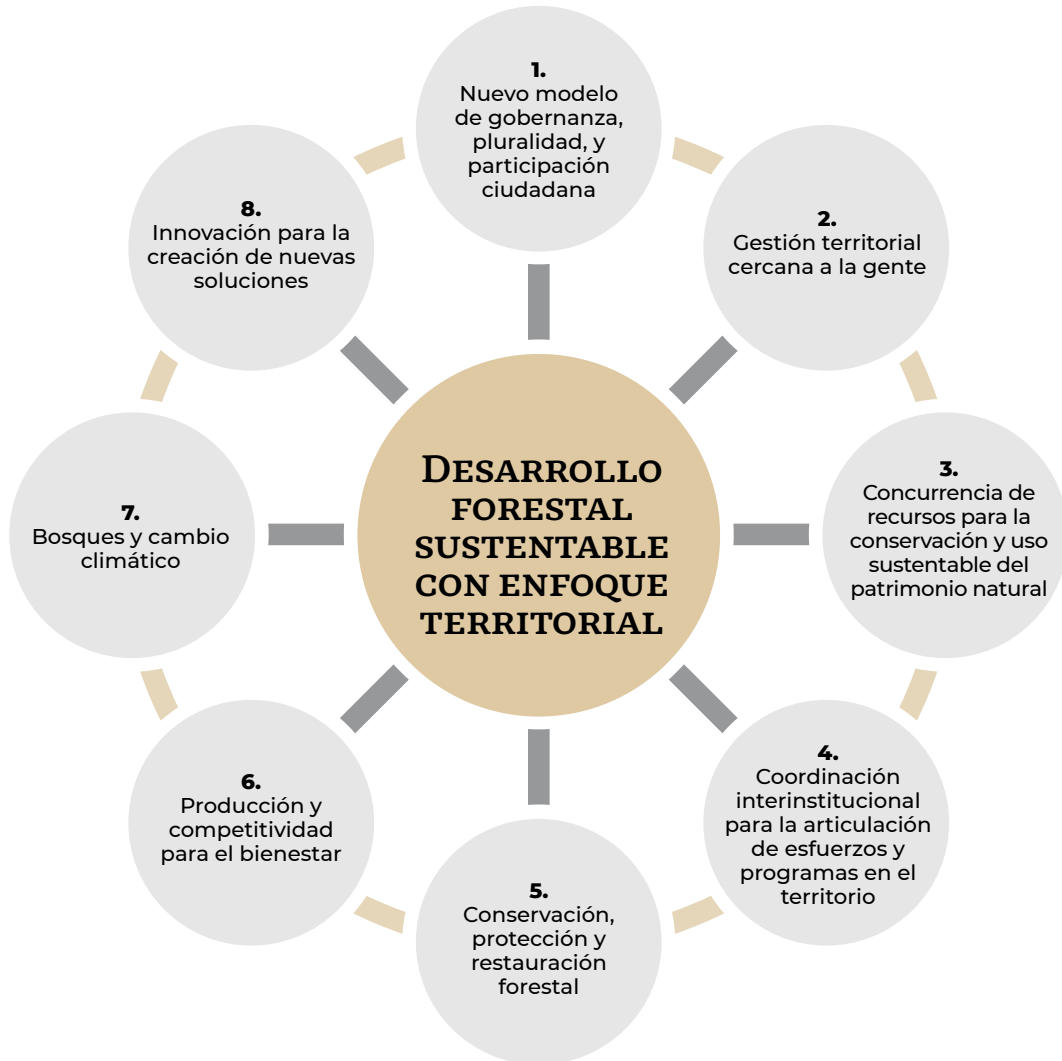 1.
Nuevo modelo
de gobernanza,
pluralidad, y
participación
ciudadana
2.
Gestión territorial
cercana a la gente
3.
Concurrencia de
recursos para la
conservación y uso
sustentable del
patrimonio natural
4.
Coordinación
interinstitucional
para la articulación
de esfuerzos y
programas en el
territorio
5.
Conservación,
protección y
restauración
forestal
6.
Producción y
competitividad
para el bienestar
7.
Bosques y cambio
climático
8.
Innovación para la
creación de nuevas
soluciones
DESARROLLO
FORESTAL
SUSTENTABLE
CON ENFOQUE
TERRITORIAL